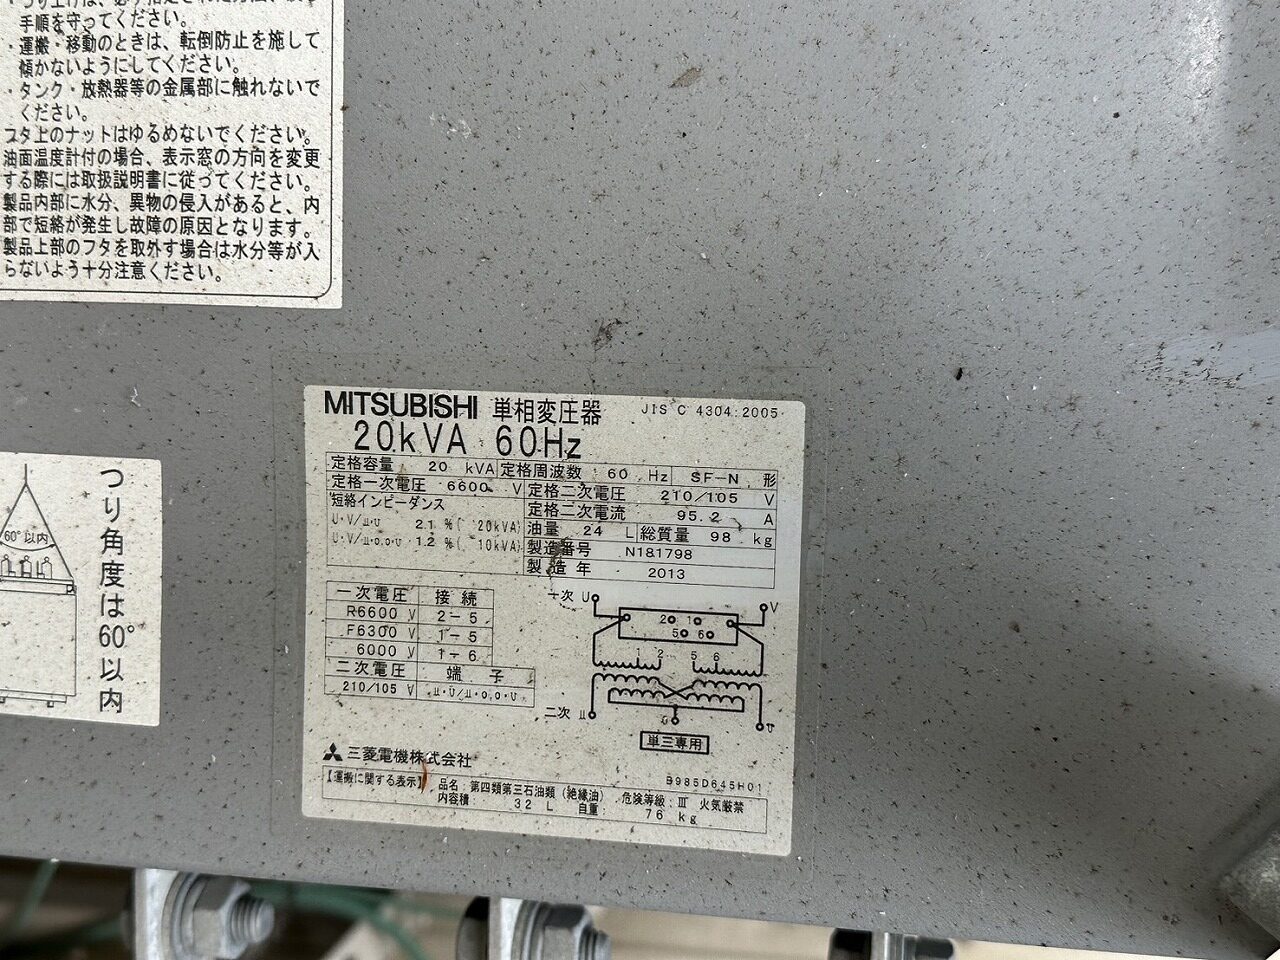 手順を守ってください。
・運搬・移動のときは、転倒防止を施して
傾かないようにしてください。
・タンク・放熱器等の金属部に触れないで
ください。
フタ上のナットはゆるめないでください。
油面温度計付の場合、表示窓の方向を変更
する際には取扱説明書に従ってください。
製品内部に水分、異物の侵入があると、内
部で短絡が発生し故障の原因となります。
製品上部のフタを取外す場合は水分等が入
らないよう十分注意ください。
つり角度は60°以内
60°以内
MITSUBISHI 単相変圧器 JIS C 4304:2005
20kVA 60Hz
定格容量 20 kVA 定格周波数 60 Hz SF-N 形
定格一次電圧 6600 V 定格二次電圧 210/105 V
短絡インピーダンス 定格二次電流 95.2 A
U・V/u・v 2.1 %( 20kVA) 油量 24 L 総質量 98 kg
U・V/u・o,o・v 1.2 %( 10kVA) 製造番号 N181798
製造年 2013
一次電圧 接続
R6600 V 2-5
F6300 V 1-5
6000 V 1-6
二次電圧 端子
210/105 V u・v/u・o,o・v
一次 U V
2 1
5 6
1 2 5 6
二次 u o v
単三専用
三菱電機株式会社
B985D645H01
【運搬に関する表示】 品名: 第四類第三石油類(絶縁油) 危険等級: III 火気厳禁
内容積: 32 L 自重: 76 kg